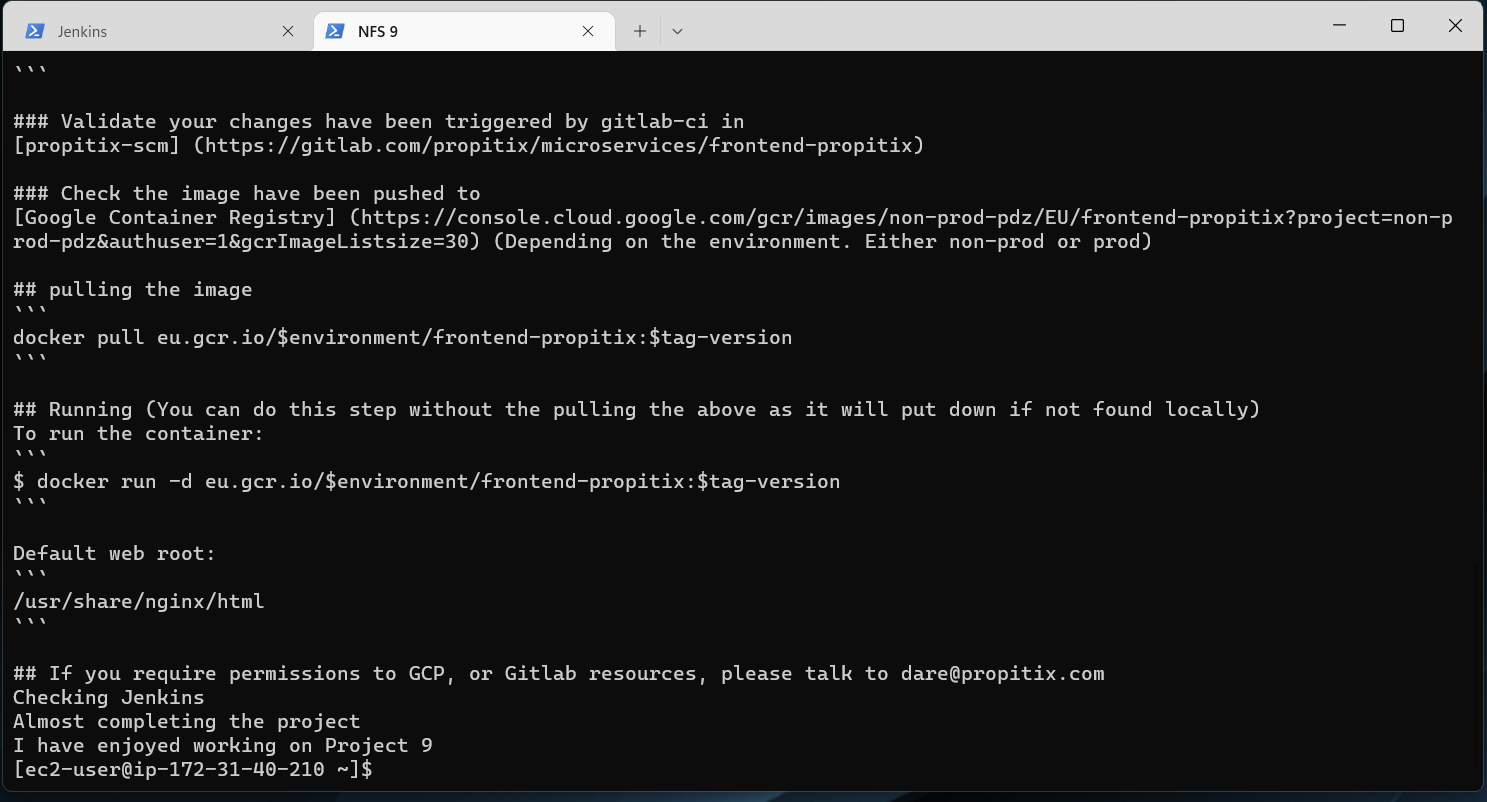 Jenkins
NFS 9
```
### Validate your changes have been triggered by gitlab-ci in
[propitix-scm] (https://gitlab.com/propitix/microservices/frontend-propitix)
### Check the image have been pushed to
[Google Container Registry] (https://console.cloud.google.com/gcr/images/non-prod-pdz/EU/frontend-propitix?project=non-p
rod-pdz&authuser=1&gcrImageListsize=30) (Depending on the environment. Either non-prod or prod)
## pulling the image
```
docker pull eu.gcr.io/$environment/frontend-propitix:$tag-version
```
## Running (You can do this step without the pulling the above as it will put down if not found locally)
To run the container:
```
$ docker run -d eu.gcr.io/$environment/frontend-propitix:$tag-version
```
Default web root:
```
/usr/share/nginx/html
```
## If you require permissions to GCP, or Gitlab resources, please talk to dare@propitix.com
Checking Jenkins
Almost completing the project
I have enjoyed working on Project 9
[ec2-user@ip-172-31-40-210 ~]$